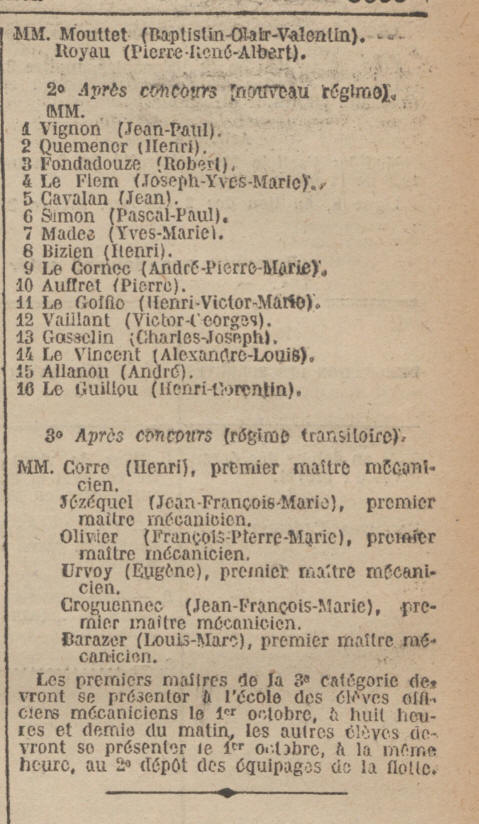 MM. Mouttet (Baptistin-Olair-Valentin).
Royau (Pierre-René-Albert).
2o Après concours (nouveau régime).
MM.
1 Vignon (Jean-Paul).
2 Quemener (Henri).
3 Fondadouze (Robert).
4 Le Flem (Joseph-Yves-Marie).
5 Cavalan (Jean).
6 Simon (Pascal-Paul).
7 Madec (Yves-Marie).
8 Bizien (Henri).
9 Le Cornec (André-Pierre-Marie).
10 Auffret (Pierre).
11 Le Goffic (Henri-Victor-Marie).
12 Vaillant (Victor-Georges).
13 Gosselin (Charles-Joseph).
14 Le Vincent (Alexandre-Louis).
15 Allanou (André).
16 Le Guillou (Henri-Corentin).
3o Après concours (régime transitoire).
MM. Corre (Henri), premier maître mécani-
cien.
Jézéquel (Jean-François-Marie), premier
maître mécanicien.
Olivier (François-Pierre-Marie), premier
maître mécanicien.
Urvoy (Eugène), premier maître mécani-
cien.
Croguennec (Jean-François-Marie), pre-
mier maître mécanicien.
Barazer (Louis-Marc), premier maître mé-
canicien.
Les premiers maîtres de la 3e catégorie de-
vront se présenter à l'école des élèves offi-
ciers mécaniciens le 1er octobre, à huit heu-
res et demie du matin, les autres élèves de-
vront se présenter le 1er octobre, à la même
heure, au 2o dépôt des équipages de la flotte.